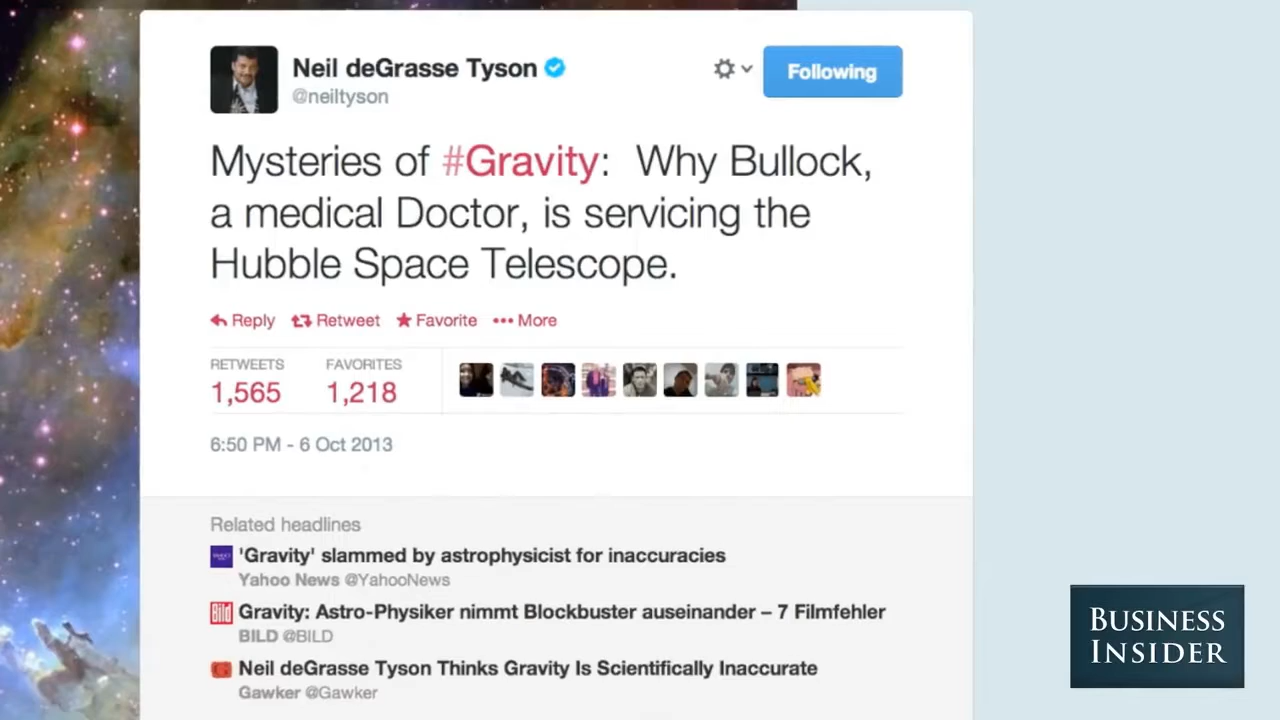 Neil deGrasse Tyson
@neiltyson
Following
Mysteries of #Gravity: Why Bullock,
a medical Doctor, is servicing the
Hubble Space Telescope.
Reply Retweet Favorite More
RETWEETS FAVORITES
1,565 1,218
6:50 PM - 6 Oct 2013
Related headlines
'Gravity' slammed by astrophysicist for inaccuracies
Yahoo News @YahooNews
Bild
Gravity: Astro-Physiker nimmt Blockbuster auseinander – 7 Filmfehler
BILD @BILD
Neil deGrasse Tyson Thinks Gravity Is Scientifically Inaccurate
Gawker @Gawker
BUSINESS
INSIDER